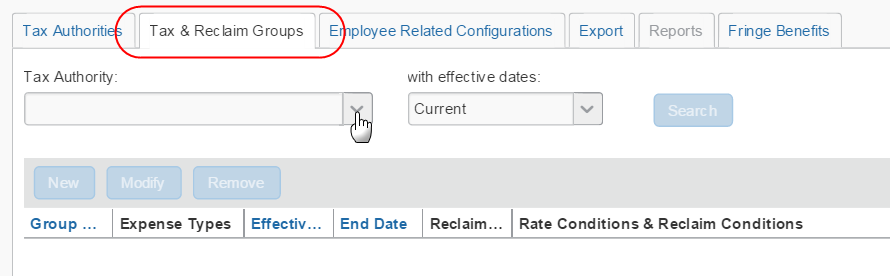 Tax Authorities Tax & Reclaim Groups Employee Related Configurations Export Reports Fringe Benefits
Tax Authority: with effective dates:
Current Search
New Modify Remove
Group ... Expense Types Effectiv... End Date Reclaim... Rate Conditions & Reclaim Conditions